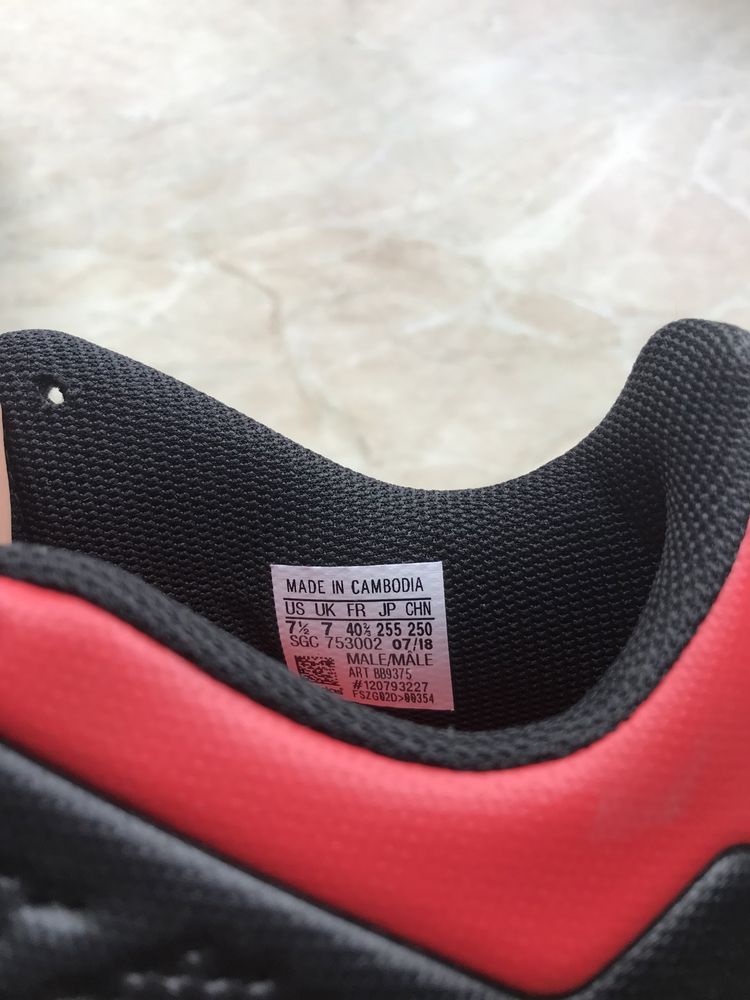 MADE IN CAMBODIA
US UK FR JP CHN
7½ 7 40⅔ 255 250
SGC 753002 07/18
MALE/MÂLE
ART BB9375
#120793227
FSZG02D>00354